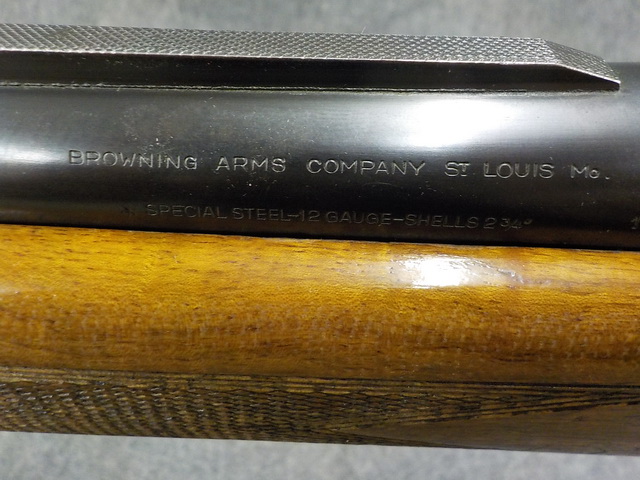 BROWNING ARMS COMPANY ST LOUIS Mo.
SPECIAL STEEL-12 GAUGE-SHELLS 2 3/4"